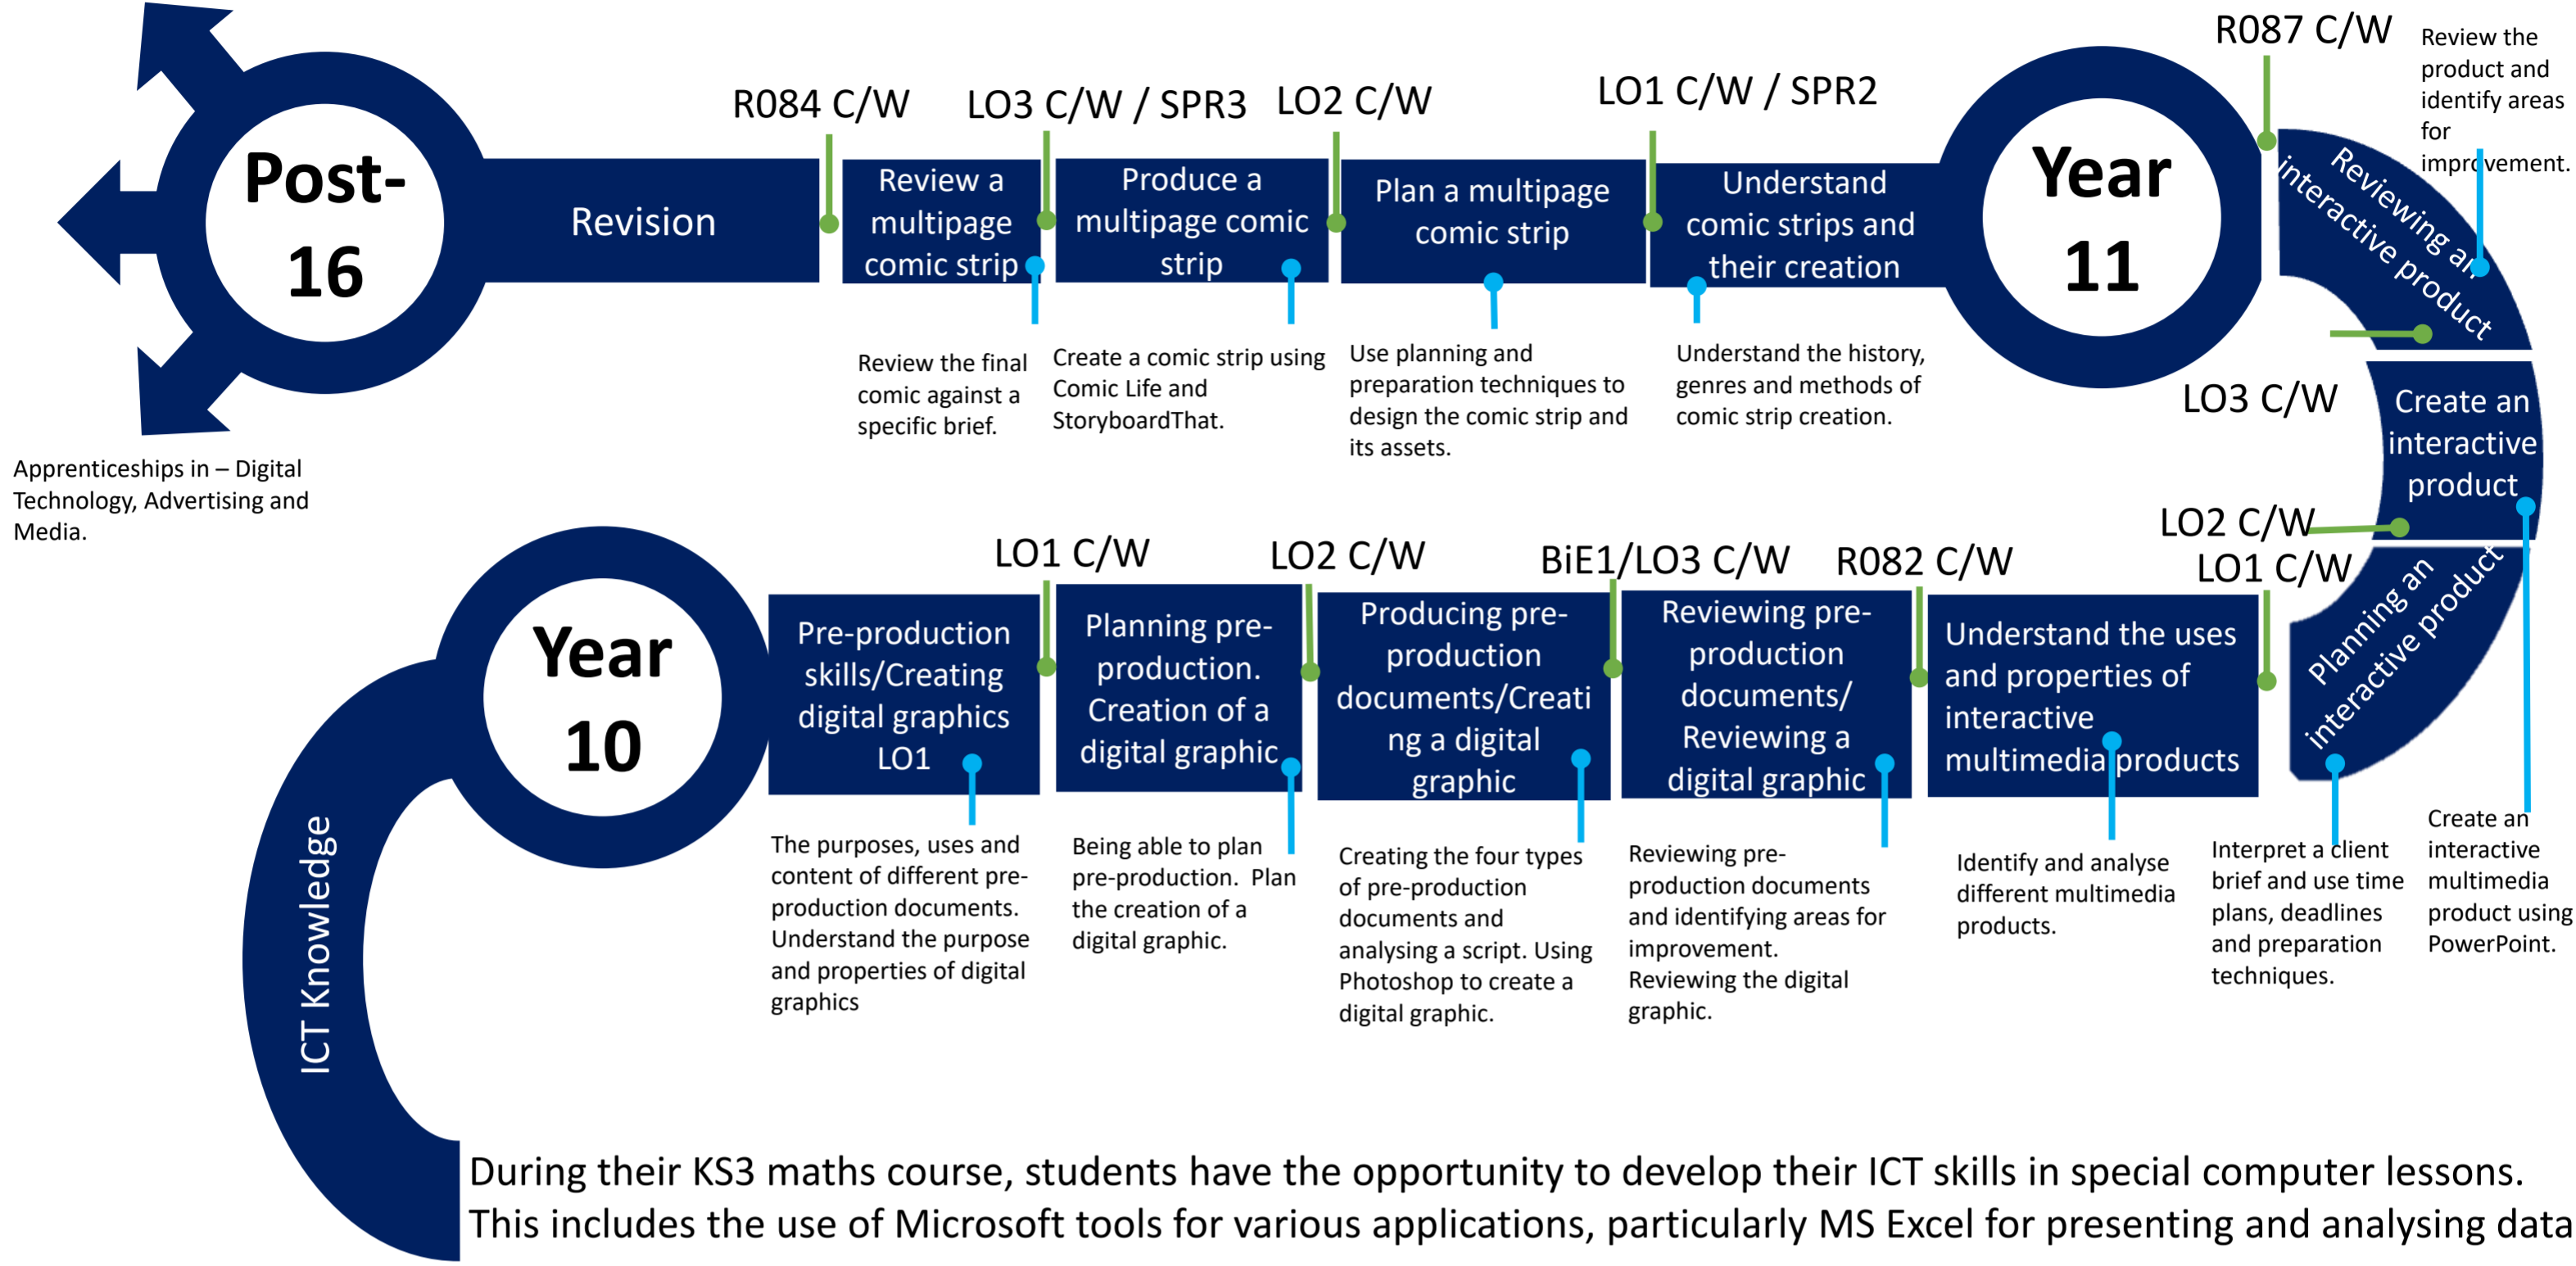 R087 C/W
Review the
product and
identify areas
for
improvement.
R084 C/W
LO3 C/W / SPR3
LO2 C/W
LO1 C/W / SPR2
Post-
16
Revision
Review a
multipage
comic strip
Produce a
multipage comic
strip
Plan a multipage
comic strip
Understand
comic strips and
their creation
Year
11
Reviewing an
interactive product
Review the final
comic against a
specific brief.
Create a comic strip using
Comic Life and
StoryboardThat.
Use planning and
preparation techniques to
design the comic strip and
its assets.
Understand the history,
genres and methods of
comic strip creation.
LO3 C/W
Create an
interactive
product
Apprenticeships in – Digital
Technology, Advertising and
Media.
LO2 C/W
LO1 C/W
LO1 C/W
LO2 C/W
BiE1/LO3 C/W
R082 C/W
Year
10
Pre-production
skills/Creating
digital graphics
LO1
Planning pre-
production.
Creation of a
digital graphic
Producing pre-
production
documents/Creati
ng a digital
graphic
Reviewing pre-
production
documents/
Reviewing a
digital graphic
Understand the uses
and properties of
interactive
multimedia products
Planning an
interactive product
The purposes, uses and
content of different pre-
production documents.
Understand the purpose
and properties of digital
graphics
Being able to plan
pre-production.  Plan
the creation of a
digital graphic.
Creating the four types
of pre-production
documents and
analysing a script. Using
Photoshop to create a
digital graphic.
Reviewing pre-
production documents
and identifying areas for
improvement.
Reviewing the digital
graphic.
Identify and analyse
different multimedia
products.
Interpret a client
brief and use time
plans, deadlines
and preparation
techniques.
Create an
interactive
multimedia
product using
PowerPoint.
ICT Knowledge
During their KS3 maths course, students have the opportunity to develop their ICT skills in special computer lessons.
This includes the use of Microsoft tools for various applications, particularly MS Excel for presenting and analysing data